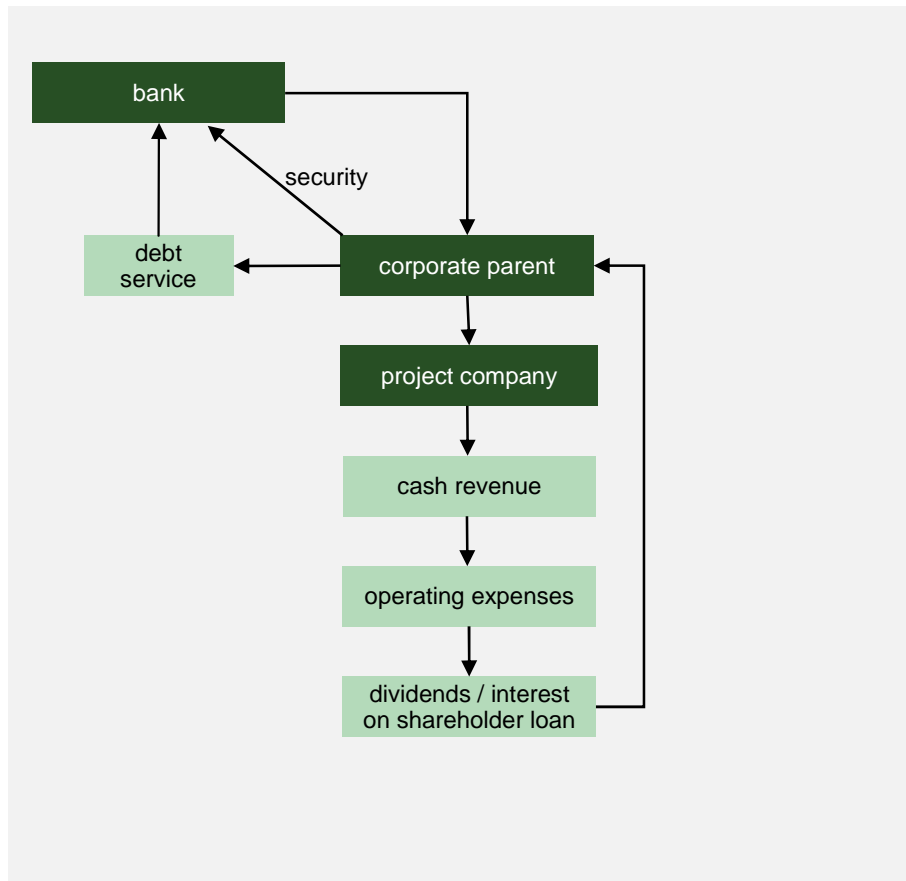 bank
security
debt
service
corporate parent
project company
cash revenue
operating expenses
dividends / interest
on shareholder loan